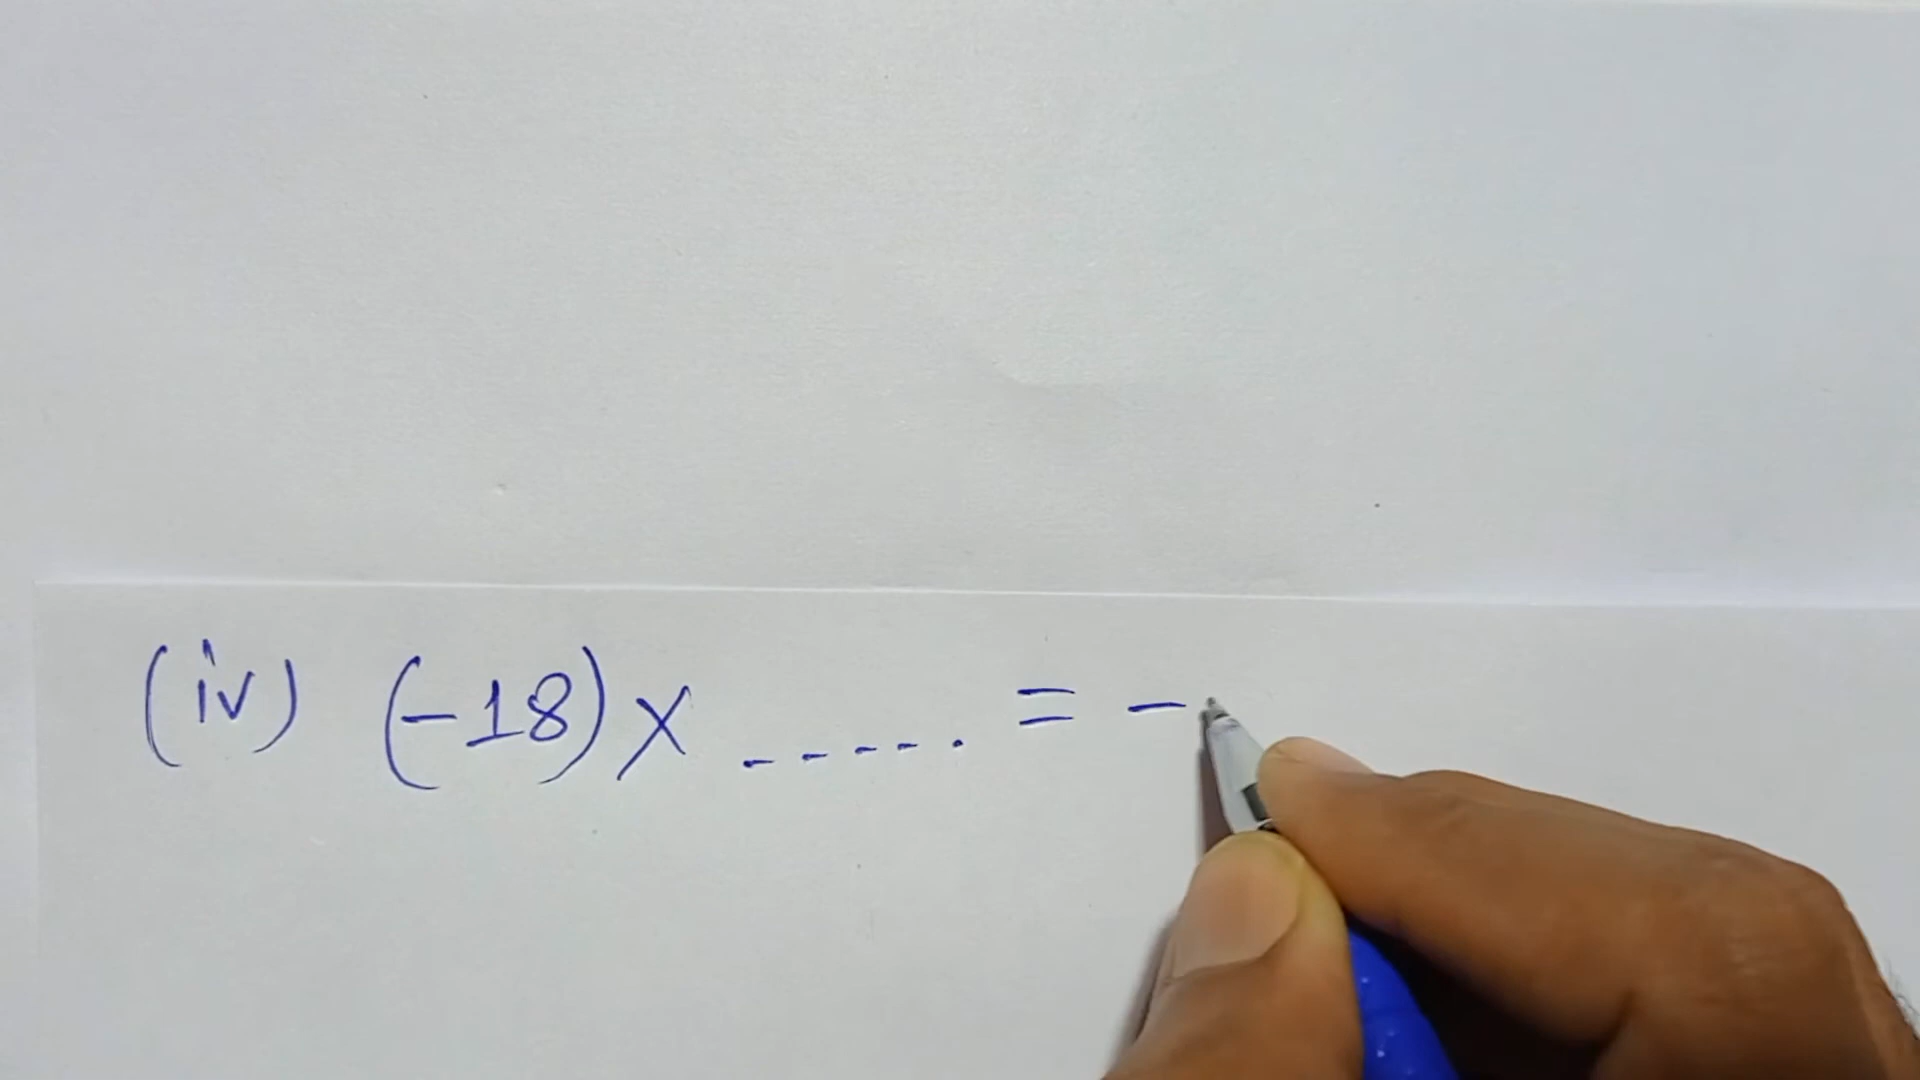 (iv) (-18) X ------. = -